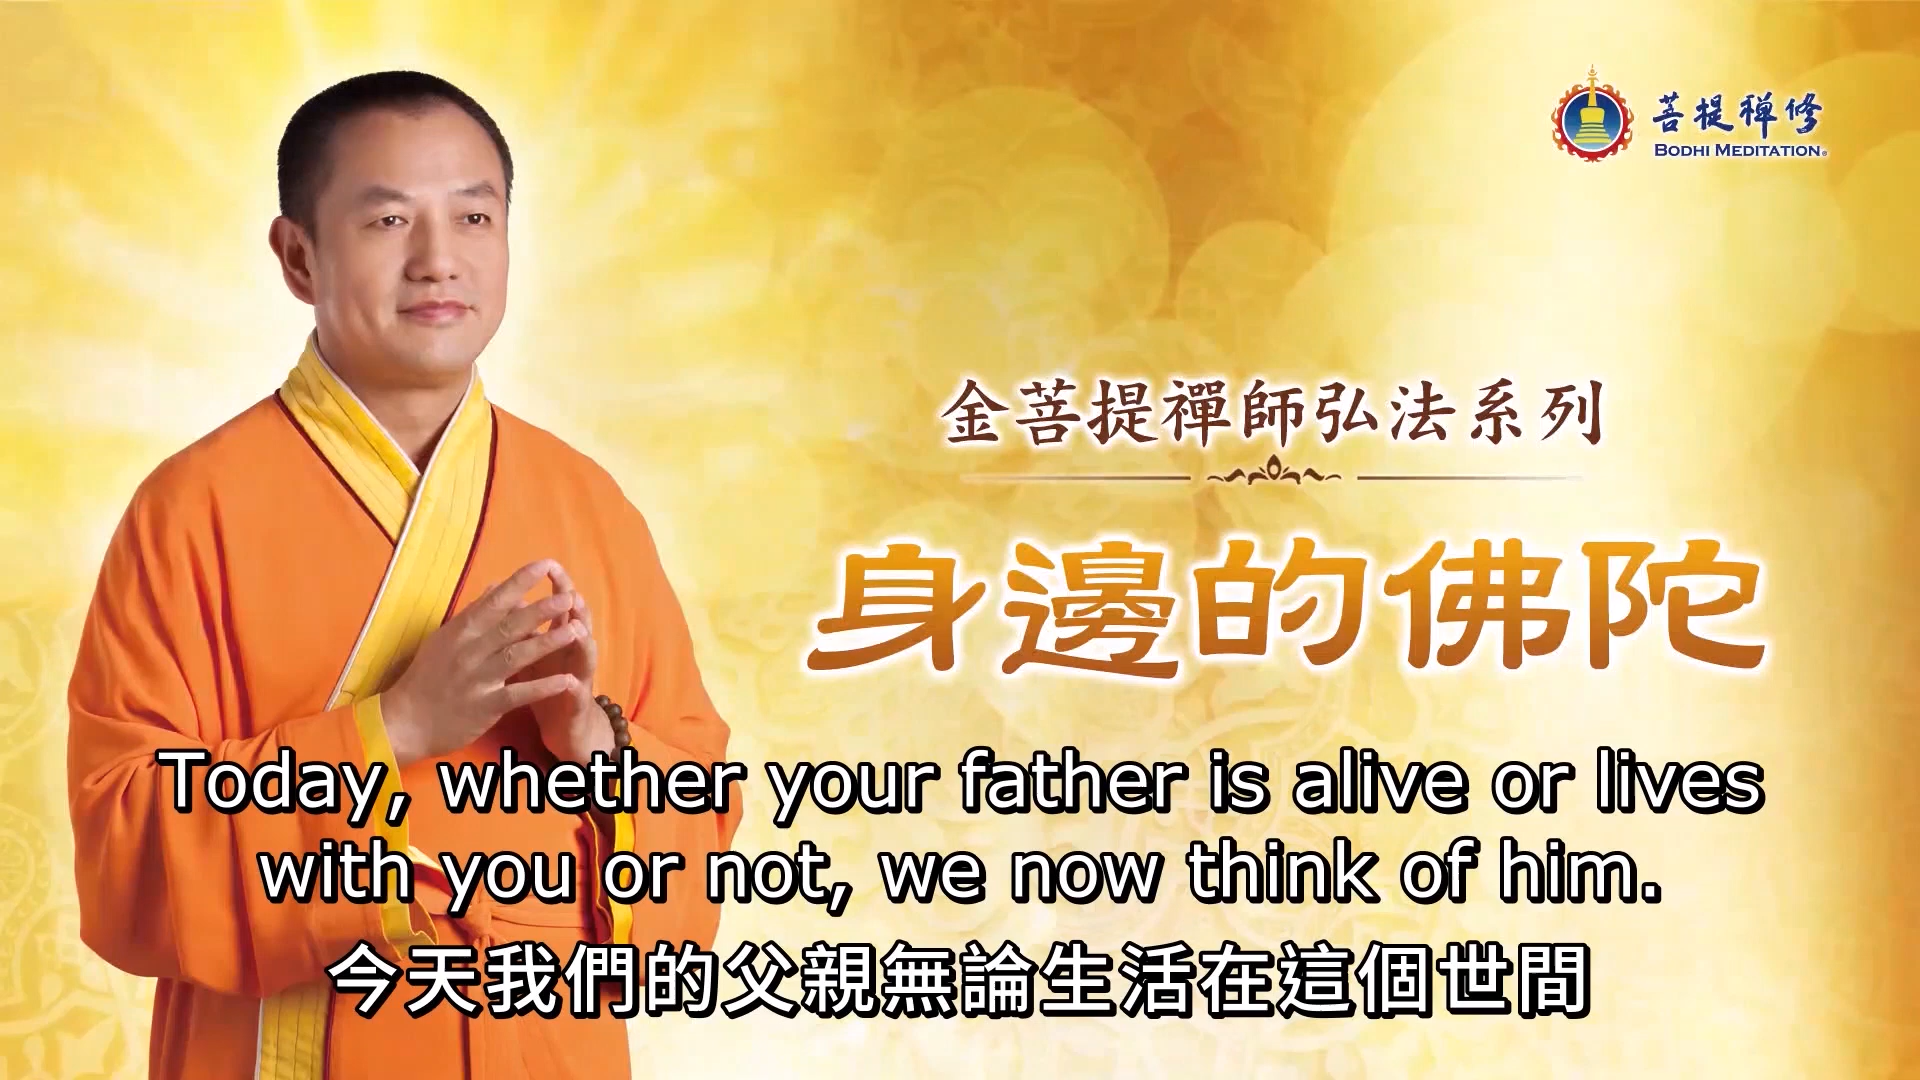 菩提禪修
BODHI MEDITATION®
金菩提禪師弘法系列
身邊的佛陀
Today, whether your father is alive or lives
with you or not, we now think of him.
今天我們的父親無論生活在這個世間